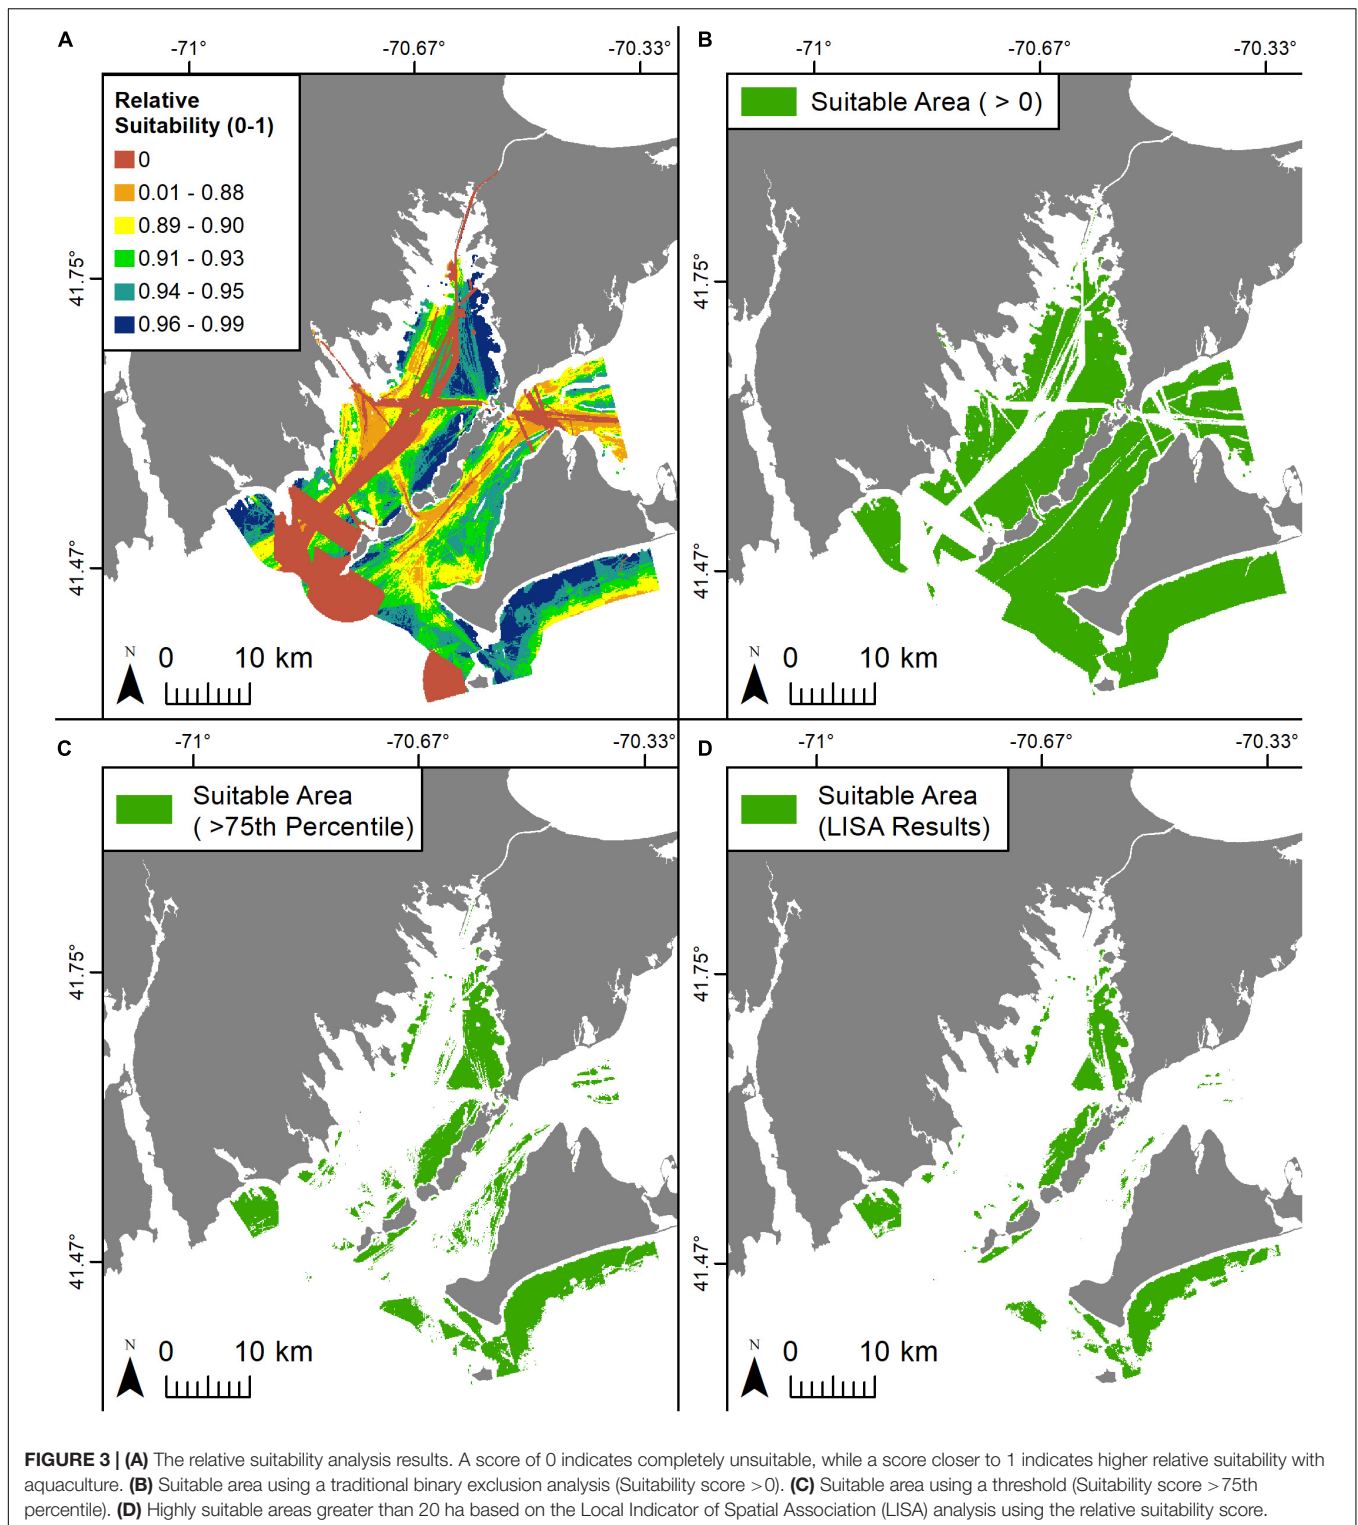 A
-71°
-70.67°
-70.33°
Relative
Suitability (0-1)
0
0.01 - 0.88
0.89 - 0.90
0.91 - 0.93
0.94 - 0.95
0.96 - 0.99
41.75°
41.47°
N
0 10 km
B
-71°
-70.67°
-70.33°
Suitable Area ( > 0)
41.75°
41.47°
N
0 10 km
C
-71°
-70.67°
-70.33°
Suitable Area
( >75th Percentile)
41.75°
41.47°
N
0 10 km
D
-71°
-70.67°
-70.33°
Suitable Area
(LISA Results)
41.75°
41.47°
N
0 10 km
FIGURE 3 | (A) The relative suitability analysis results. A score of 0 indicates completely unsuitable, while a score closer to 1 indicates higher relative suitability with
aquaculture. (B) Suitable area using a traditional binary exclusion analysis (Suitability score >0). (C) Suitable area using a threshold (Suitability score >75th
percentile). (D) Highly suitable areas greater than 20 ha based on the Local Indicator of Spatial Association (LISA) analysis using the relative suitability score.